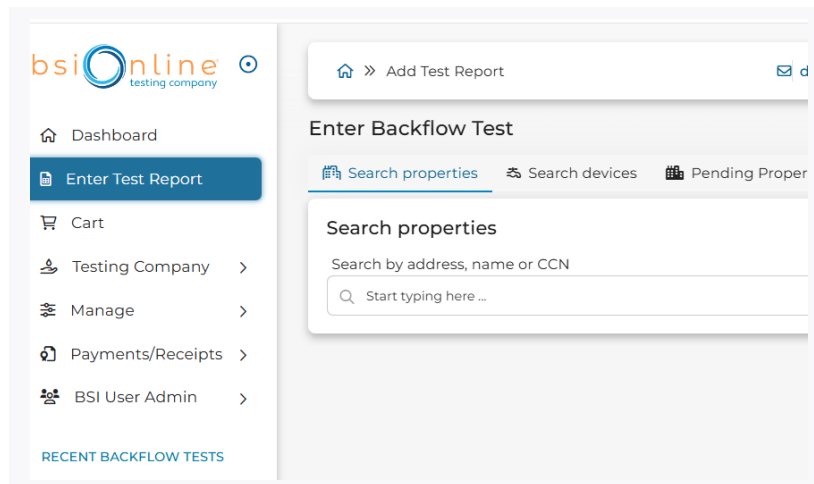 bsiOnline
testing company
Add Test Report
Dashboard
Enter Test Report
Cart
Testing Company
Manage
Payments/Receipts
BSI User Admin
RECENT BACKFLOW TESTS
Enter Backflow Test
Search properties
Search devices
Pending Proper
Search properties
Search by address, name or CCN
Start typing here ...